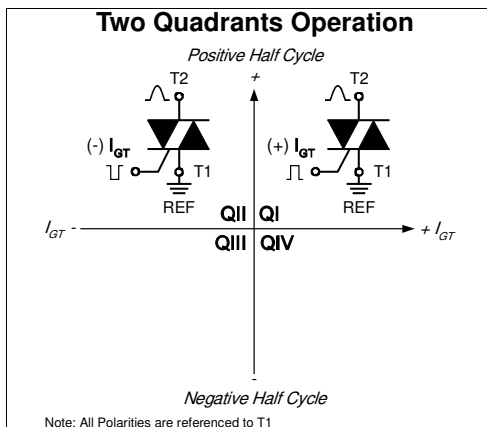 Two Quadrants Operation
Positive Half Cycle
+
T2
T2
(-) IGT
(+) IGT
T1
T1
REF
REF
QII QI
IGT -
+ IGT
QIII QIV
-
Negative Half Cycle
Note: All Polarities are referenced to T1